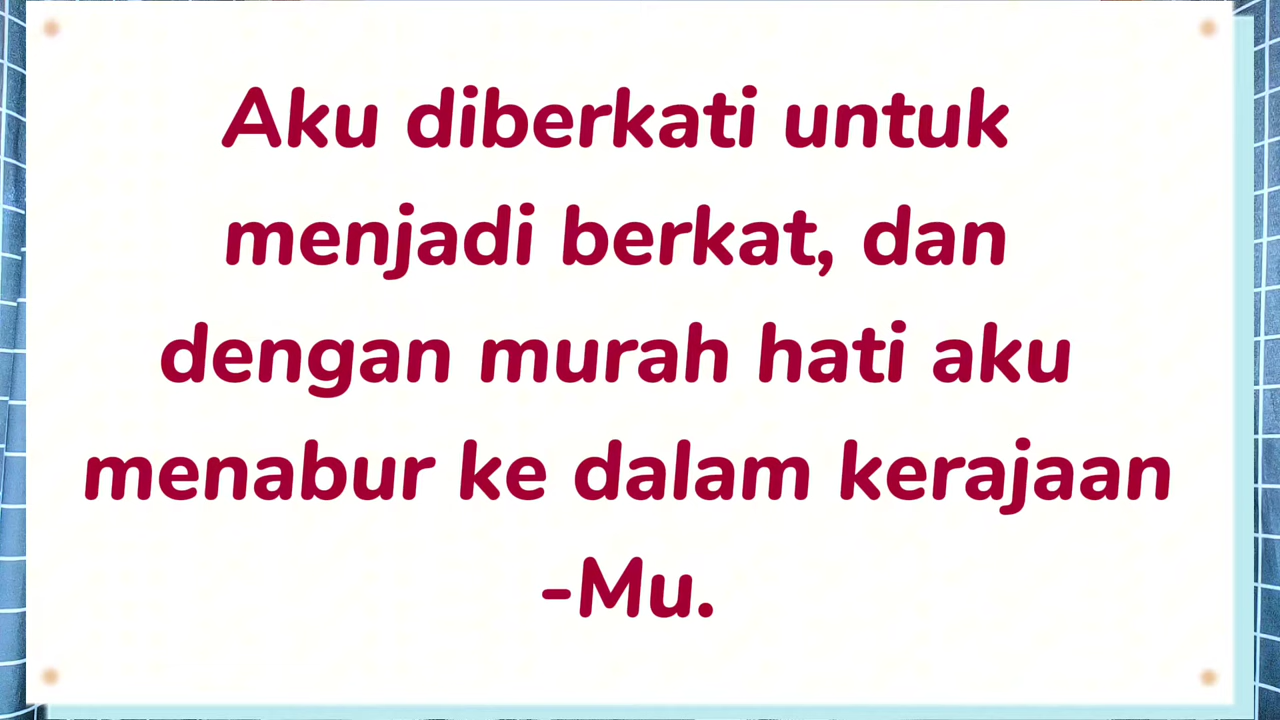 Aku diberkati untuk
menjadi berkat, dan
dengan murah hati aku
menabur ke dalam kerajaan
-Mu.